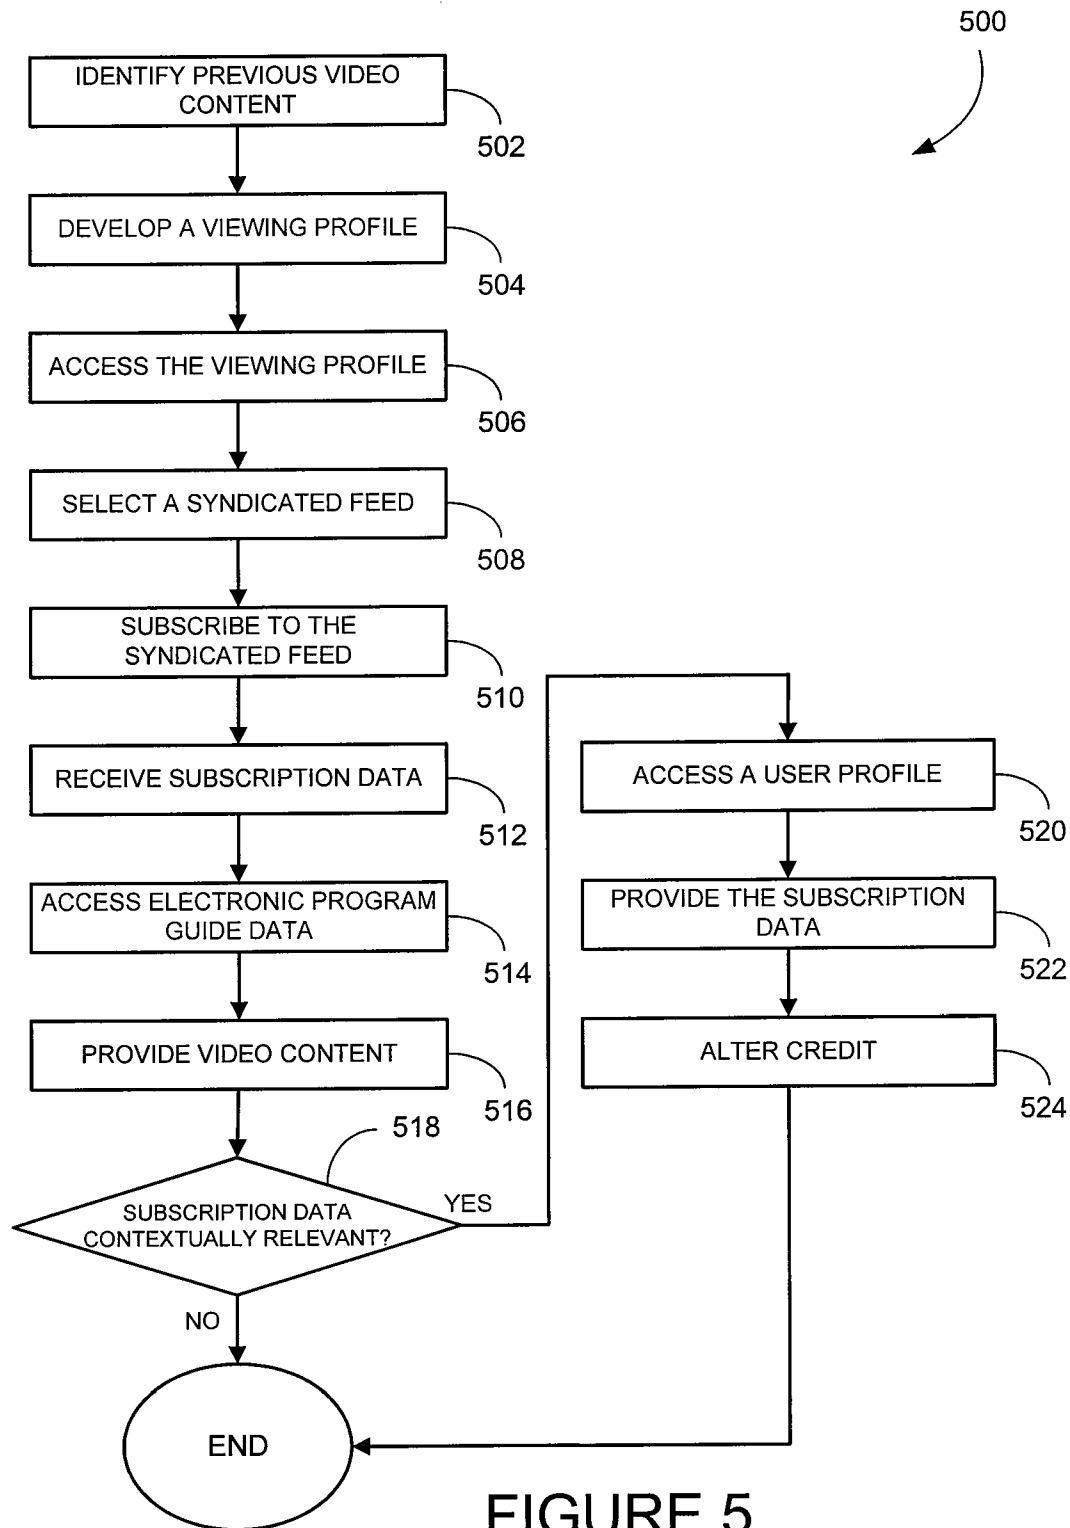 500
IDENTIFY PREVIOUS VIDEO
CONTENT
502
DEVELOP A VIEWING PROFILE
504
ACCESS THE VIEWING PROFILE
506
SELECT A SYNDICATED FEED
508
SUBSCRIBE TO THE
SYNDICATED FEED
510
RECEIVE SUBSCRIPTION DATA
512
ACCESS ELECTRONIC PROGRAM
GUIDE DATA
514
PROVIDE VIDEO CONTENT
516
518
SUBSCRIPTION DATA
CONTEXTUALLY RELEVANT?
YES
NO
ACCESS A USER PROFILE
520
PROVIDE THE SUBSCRIPTION
DATA
522
ALTER CREDIT
524
END
FIGURE 5